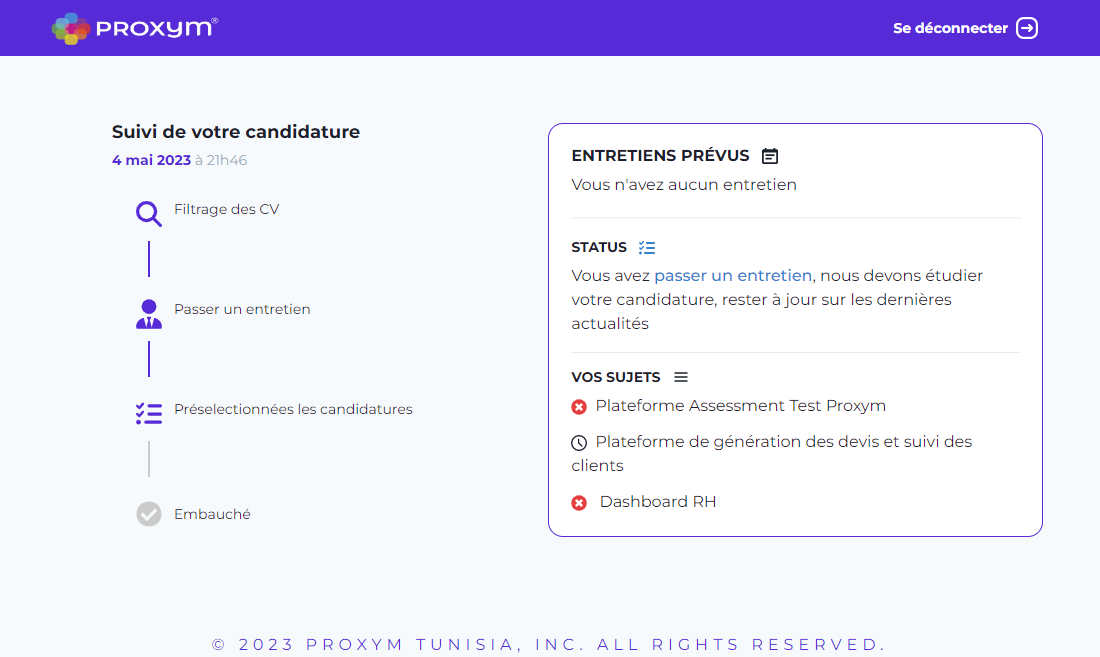 PROXYM®
Se déconnecter
Suivi de votre candidature
4 mai 2023 à 21h46
Filtrage des CV
Passer un entretien
Préselectionnées les candidatures
Embauché
ENTRETIENS PRÉVUS
Vous n'avez aucun entretien
STATUS
Vous avez passer un entretien, nous devons étudier
votre candidature, rester à jour sur les dernières
actualités
VOS SUJETS
Plateforme Assessment Test Proxym
Plateforme de génération des devis et suivi des
clients
Dashboard RH
© 2023 PROXYM TUNISIA, INC. ALL RIGHTS RESERVED.